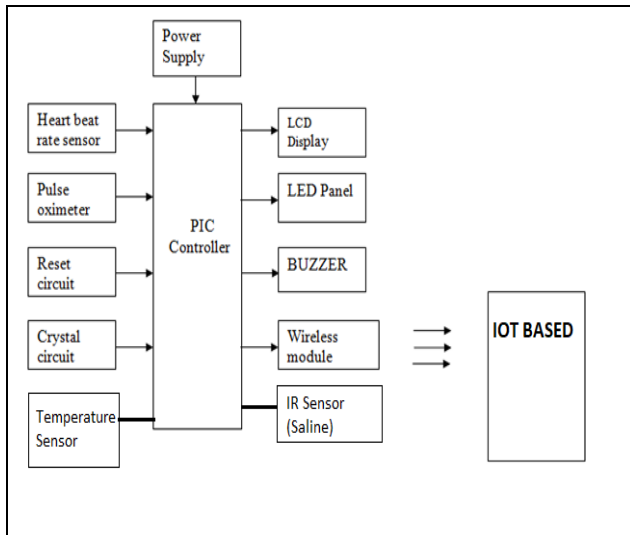 Power
Supply
Heart beat
rate sensor
Pulse
oximeter
Reset
circuit
Crystal
circuit
Temperature
Sensor
PIC
Controller
LCD
Display
LED Panel
BUZZER
Wireless
module
IR Sensor
(Saline)
IOT BASED